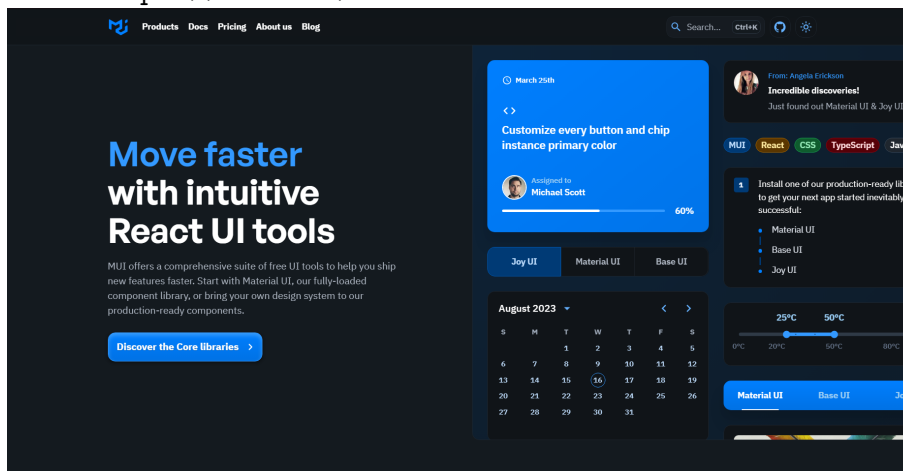 Products Docs Pricing About us Blog
Search... Ctrl+K
Move faster
with intuitive
React UI tools
MUI offers a comprehensive suite of free UI tools to help you ship
new features faster. Start with Material UI, our fully-loaded
component library, or bring your own design system to our
production-ready components.
Discover the Core libraries
March 25th
Customize every button and chip
instance primary color
Assigned to
Michael Scott
60%
Joy UI Material UI Base UI
August 2023
S M T W T F S
1 2 3 4 5
6 7 8 9 10 11 12
13 14 15 16 17 18 19
20 21 22 23 24 25 26
27 28 29 30 31
From: Angela Erickson
Incredible discoveries!
Just found out Material UI & Joy UI
MUI React CSS TypeScript Jav
1 Install one of our production-ready lib
to get your next app started inevitably
successful:
Material UI
Base UI
Joy UI
25°C 50°C
0°C 20°C 50°C 80°C
Material UI Base UI